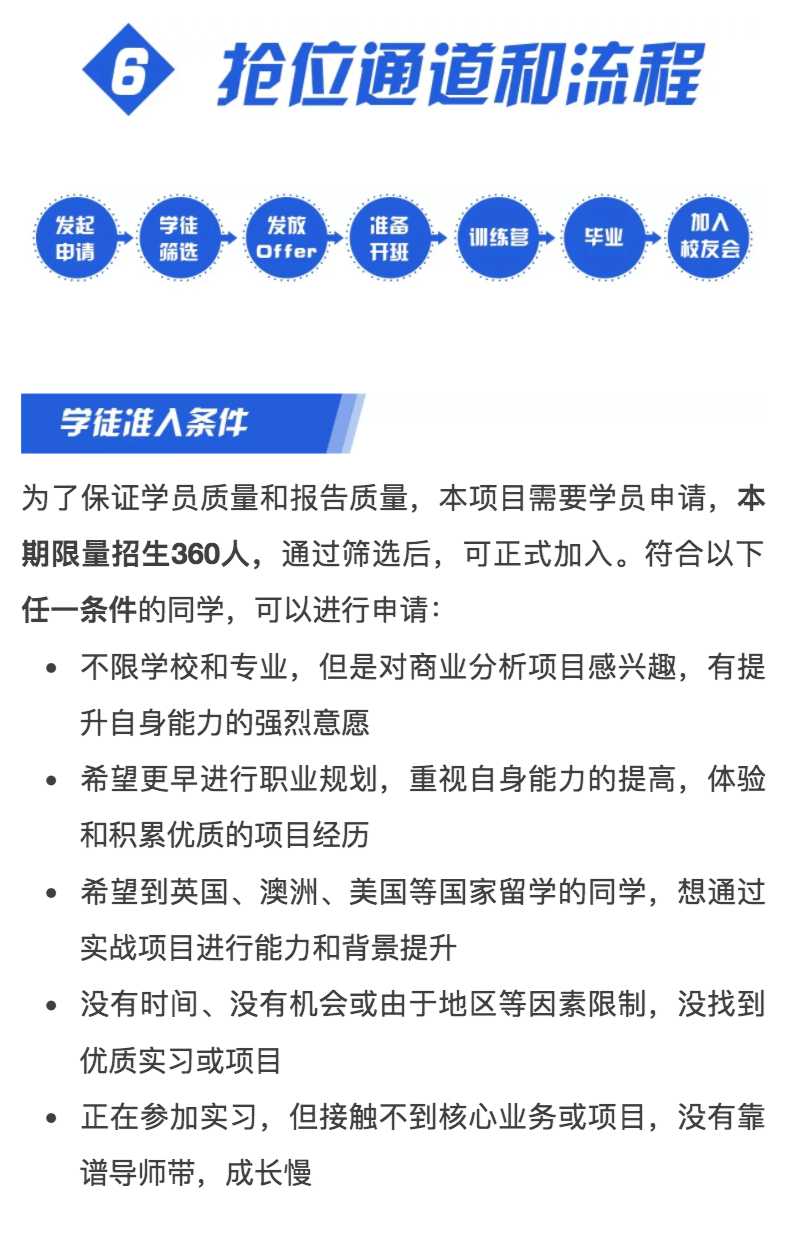 6 抢位通道和流程
发起
申请
学徒
筛选
发放
Offer
准备
开班
训练营
毕业
加入
校友会
学徒准入条件
为了保证学员质量和报告质量，本项目需要学员申请，本
期限量招生360人，通过筛选后，可正式加入。符合以下
任一条件的同学，可以进行申请：
• 不限学校和专业，但是对商业分析项目感兴趣，有提
升自身能力的强烈意愿
• 希望更早进行职业规划，重视自身能力的提高，体验
和积累优质的项目经历
• 希望到英国、澳洲、美国等国家留学的同学，想通过
实战项目进行能力和背景提升
• 没有时间、没有机会或由于地区等因素限制，没找到
优质实习或项目
• 正在参加实习，但接触不到核心业务或项目，没有靠
谱导师带，成长慢